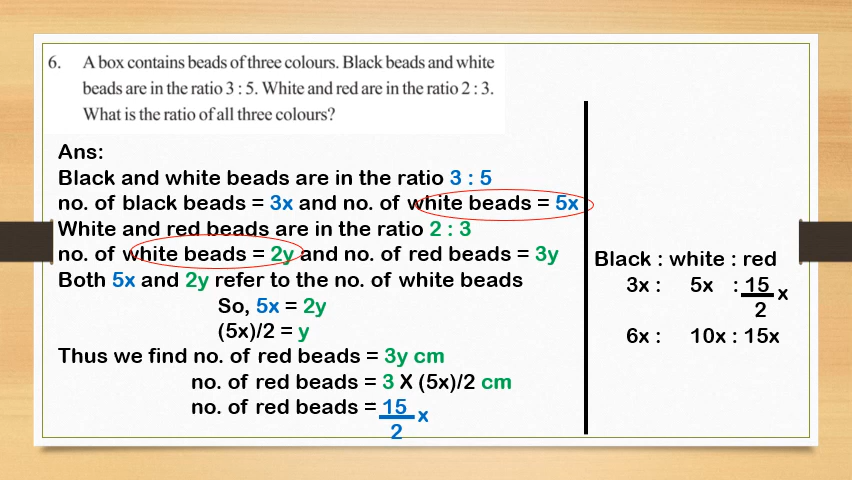 6. A box contains beads of three colours. Black beads and white
beads are in the ratio 3 : 5. White and red are in the ratio 2 : 3.
What is the ratio of all three colours?
Ans:
Black and white beads are in the ratio 3 : 5
no. of black beads = 3x and no. of white beads = 5x
White and red beads are in the ratio 2 : 3
no. of white beads = 2y and no. of red beads = 3y
Both 5x and 2y refer to the no. of white beads
So, 5x = 2y
(5x)/2 = y
Thus we find no. of red beads = 3y cm
no. of red beads = 3 X (5x)/2 cm
no. of red beads = 15
2 x
Black : white : red
3x : 5x : 15
2 x
6x : 10x : 15x